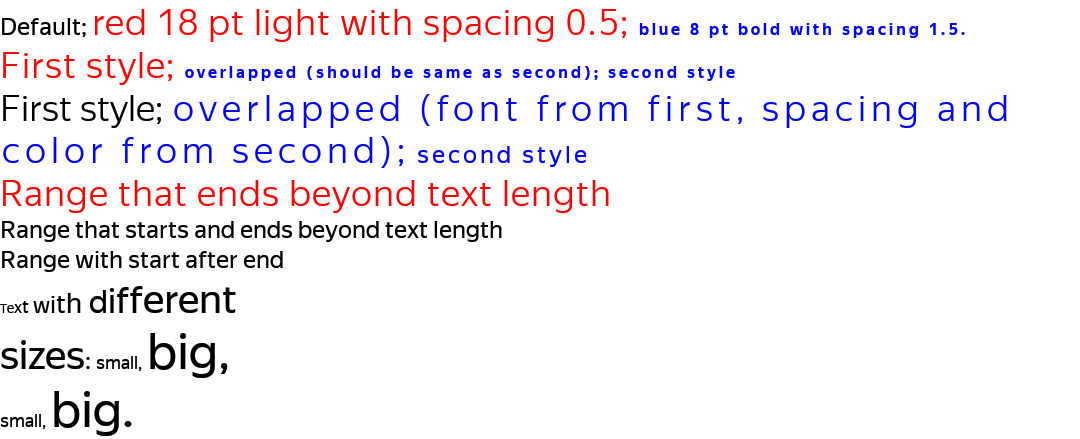 Default; red 18 pt light with spacing 0.5; blue 8 pt bold with spacing 1.5.
First style; overlapped (should be same as second); second style
First style; overlapped (font from first, spacing and
color from second); second style
Range that ends beyond text length
Range that starts and ends beyond text length
Range with start after end
Text with different
sizes: small, big,
small, big.